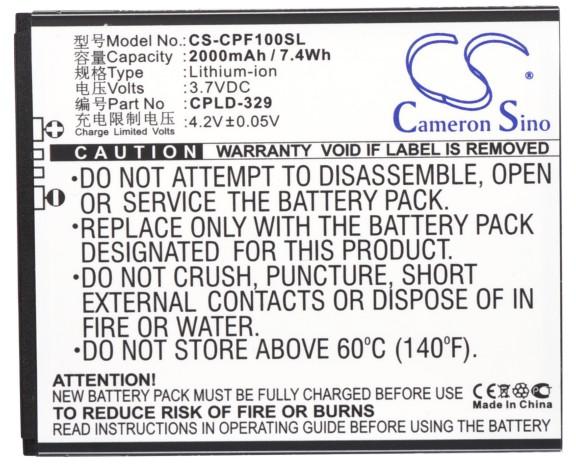 型号Model No.:CS-CPF100SL
容量Capacity: 2000mAh / 7.4Wh
规格Type: Lithium-ion
电压Volts: 3.7VDC
编号Parts No:CPLD-329
充电限制电压:4.2V±0.05V
Charge Limited Volts
CS
Cameron Sino
CAUTION WARRANTY VOID IF LABEL IS REMOVED
•DO NOT ATTEMPT TO DISASSEMBLE, OPEN
OR SERVICE THE BATTERY PACK.
•REPLACE ONLY WITH THE BATTERY PACK
DESIGNATED FOR THIS PRODUCT.
•DO NOT CRUSH, PUNCTURE, SHORT
EXTERNAL CONTACTS OR DISPOSE OF IN
FIRE OR WATER.
•DO NOT STORE ABOVE 60°C (140°F).
ATTENTION!
NEW BATTERY PACK MUST BE FULLY CHARGED BEFORE USE
TO REDUCE RISK OF FIRE OR BURNS
READ INSTRUCTIONS IN OPERATING GUIDE BEFORE USING THE BATTERY.
CE
Made In China